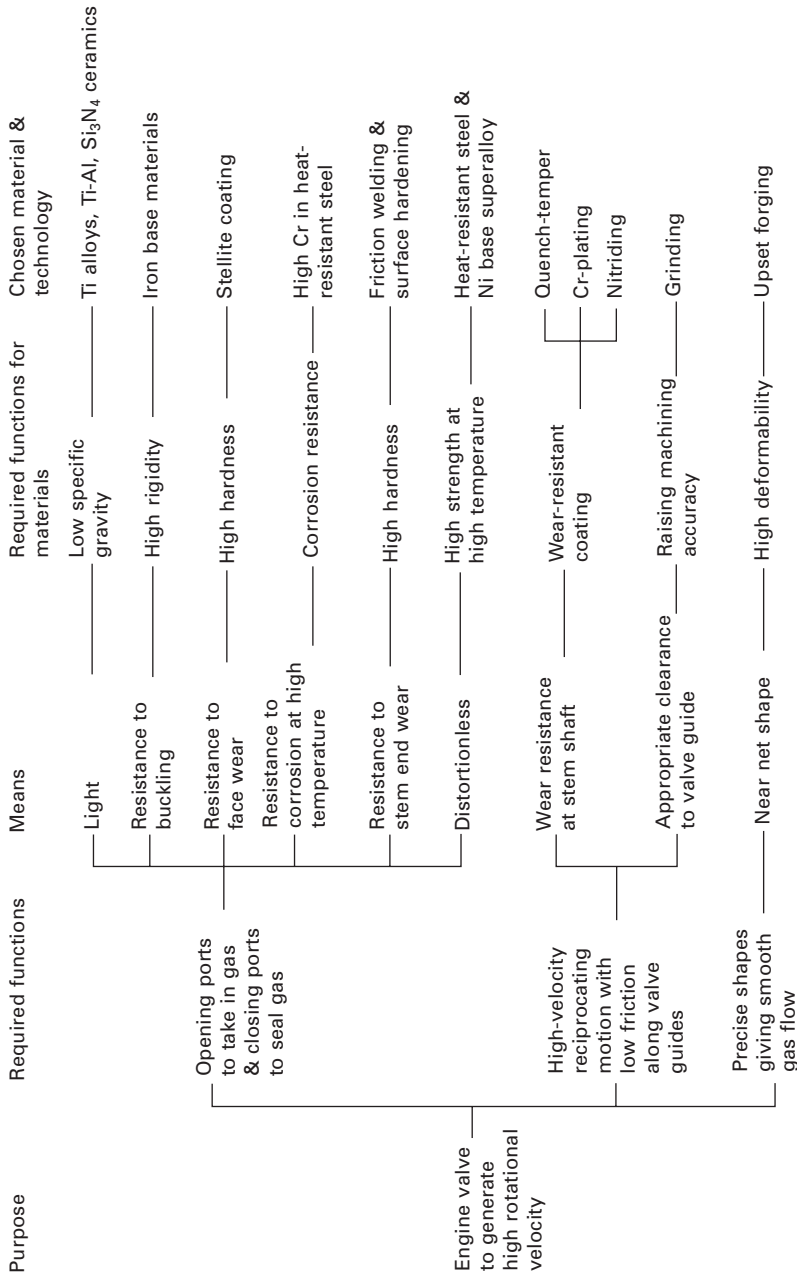 Purpose
Required functions
Means
Required functions for
materials
Chosen material &
technology
Engine valve
to generate
high rotational
velocity
Opening ports
to take in gas
& closing ports
to seal gas
Light
Low specific
gravity
Ti alloys, Ti-Al, Si₃N₄ ceramics
Resistance to
buckling
High rigidity
Iron base materials
Resistance to
face wear
High hardness
Stellite coating
Resistance to
corrosion at high
temperature
Corrosion resistance
High Cr in heat-
resistant steel
Resistance to
stem end wear
High hardness
Friction welding &
surface hardening
Distortionless
High strength at
high temperature
Heat-resistant steel &
Ni base superalloy
High-velocity
reciprocating
motion with
low friction
along valve
guides
Wear resistance
at stem shaft
Wear-resistant
coating
Quench-temper
Cr-plating
Nitriding
Appropriate clearance
to valve guide
Raising machining
accuracy
Grinding
Precise shapes
giving smooth
gas flow
Near net shape
High deformability
Upset forging